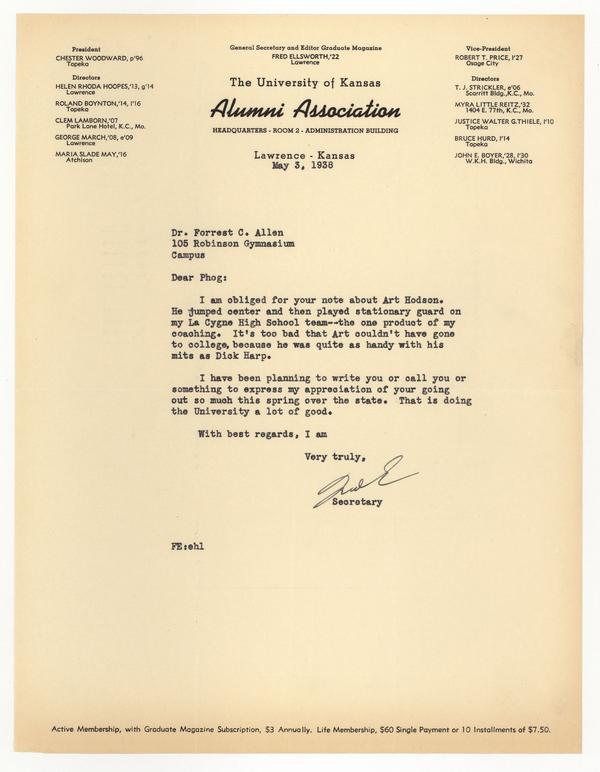 President
CHESTER WOODWARD, p'96
Topeka
Directors
HELEN RHODA HOOPES,'13, g'14
Lawrence
ROLAND BOYNTON,'14, l'16
Topeka
CLEM LAMBORN,'07
Park Lane Hotel, K.C., Mo.
GEORGE MARCH,'08, e'09
Lawrence
MARIA SLADE MAY,'16
Atchison
General Secretary and Editor Graduate Magazine
FRED ELLSWORTH,'22
Lawrence
The University of Kansas
Alumni Association
HEADQUARTERS - ROOM 2 - ADMINISTRATION BUILDING
Lawrence - Kansas
May 3, 1938
Vice-President
ROBERT T. PRICE, l'27
Osage City
Directors
T. J. STRICKLER, e'06
Scarritt Bldg.,K.C., Mo.
MYRA LITTLE REITZ,'32
1404 E. 77th, K.C., Mo.
JUSTICE WALTER G.THIELE, l'10
Topeka
BRUCE HURD, l'14
Topeka
JOHN E. BOYER,'28, l'30
W.K.H. Bldg., Wichita
Dr. Forrest C. Allen
105 Robinson Gymnasium
Campus
Dear Phog:
I am obliged for your note about Art Hodson.
He jumped center and then played stationary guard on
my La Cygne High School team--the one product of my
coaching. It's too bad that Art couldn't have gone
to college, because he was quite as handy with his
mits as Dick Harp.
I have been planning to write you or call you or
something to express my appreciation of your going
out so much this spring over the state. That is doing
the University a lot of good.
With best regards, I am
Very truly,
Fred E
Secretary
FE:ehl
Active Membership, with Graduate Magazine Subscription, $3 Annually. Life Membership, $60 Single Payment or 10 Installments of $7.50.